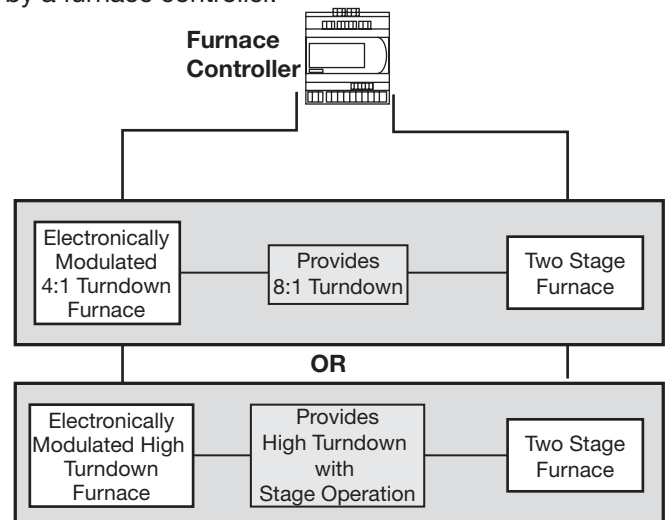 by a furnace controller.
Furnace
Controller
Electronically
Modulated
4:1 Turndown
Furnace
Provides
8:1 Turndown
Two Stage
Furnace
OR
Electronically
Modulated High
Turndown
Furnace
Provides
High Turndown
with
Stage Operation
Two Stage
Furnace